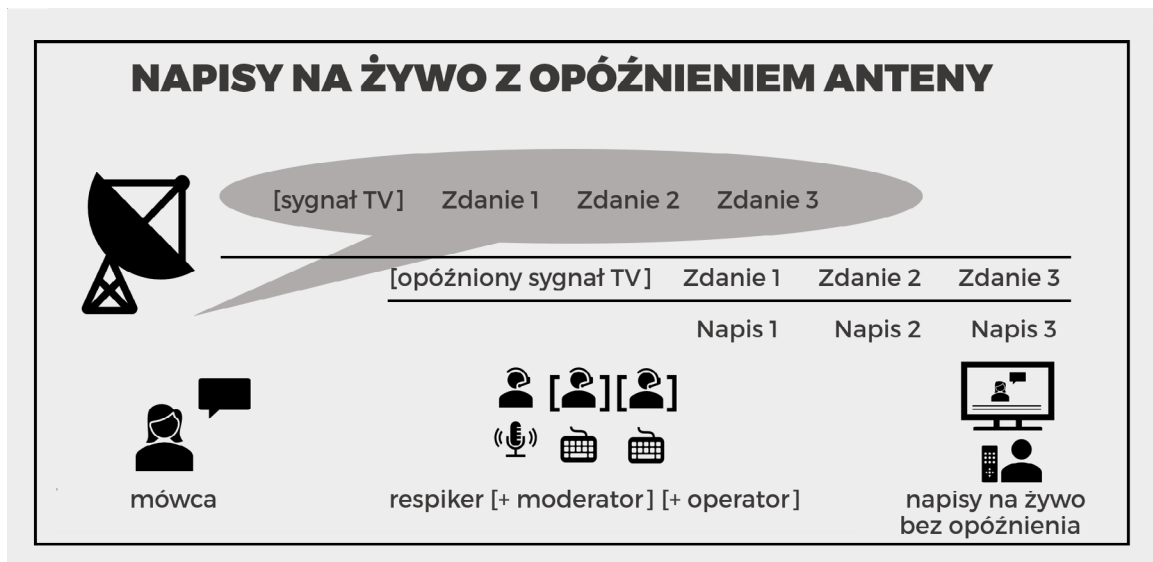 NAPISY NA ŻYWO Z OPÓŹNIENIEM ANTENY
[sygnał TV] Zdanie 1 Zdanie 2 Zdanie 3
[opóźniony sygnał TV] Zdanie 1 Zdanie 2 Zdanie 3
Napis 1 Napis 2 Napis 3
mówca
respiker [+ moderator] [+ operator]
napisy na żywo
bez opóźnienia